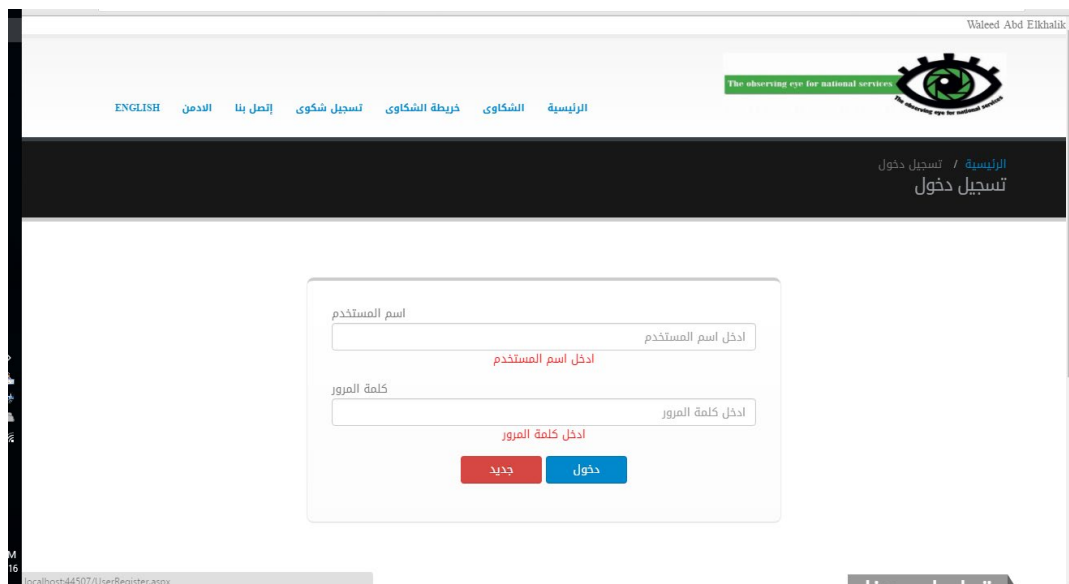 Waleed Abd Elkhalik
The observing eye for national services
The observing eye for national services
الرئيسية الشكاوى خريطة الشكاوى تسجيل شكوى إتصل بنا الادمن ENGLISH
الرئيسية / تسجيل دخول
تسجيل دخول
اسم المستخدم
ادخل اسم المستخدم
ادخل اسم المستخدم
كلمة المرور
ادخل كلمة المرور
ادخل كلمة المرور
دخول جديد
M
16
localhost:44507/UserRegister.aspx